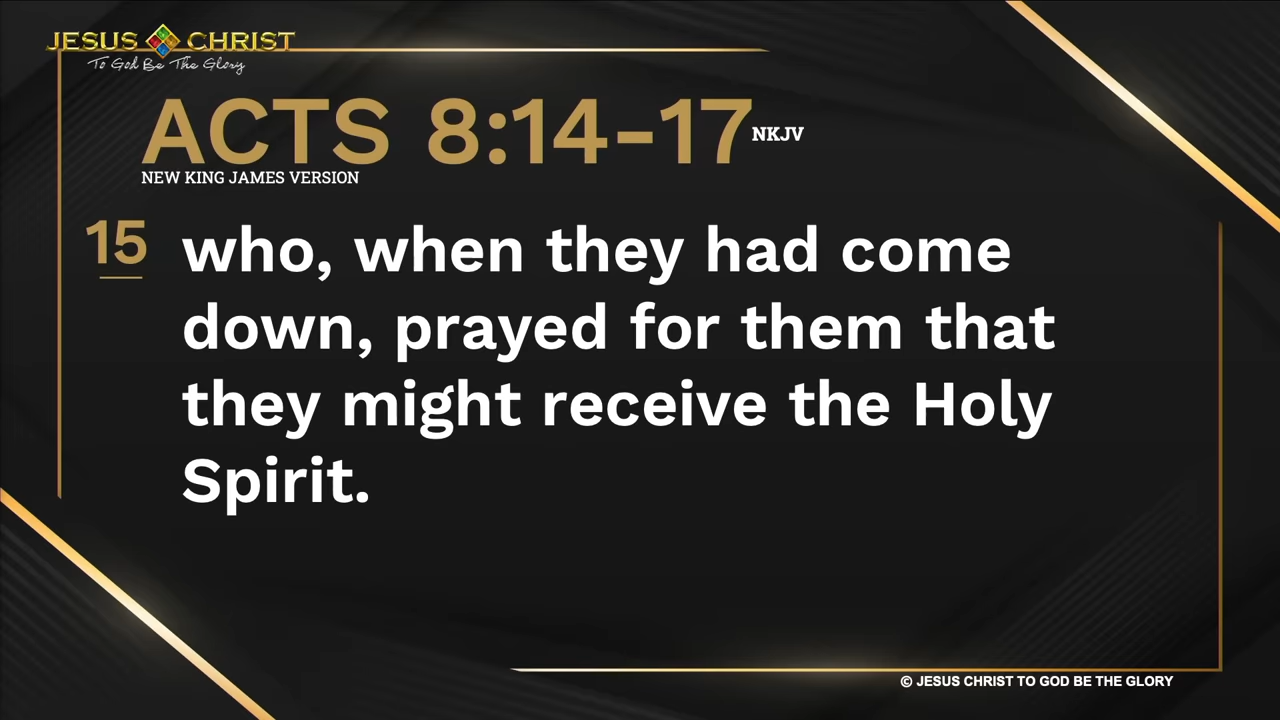 JESUS CHRIST
To God Be The Glory
ACTS 8:14-17 NKJV
NEW KING JAMES VERSION
15 who, when they had come
down, prayed for them that
they might receive the Holy
Spirit.
© JESUS CHRIST TO GOD BE THE GLORY